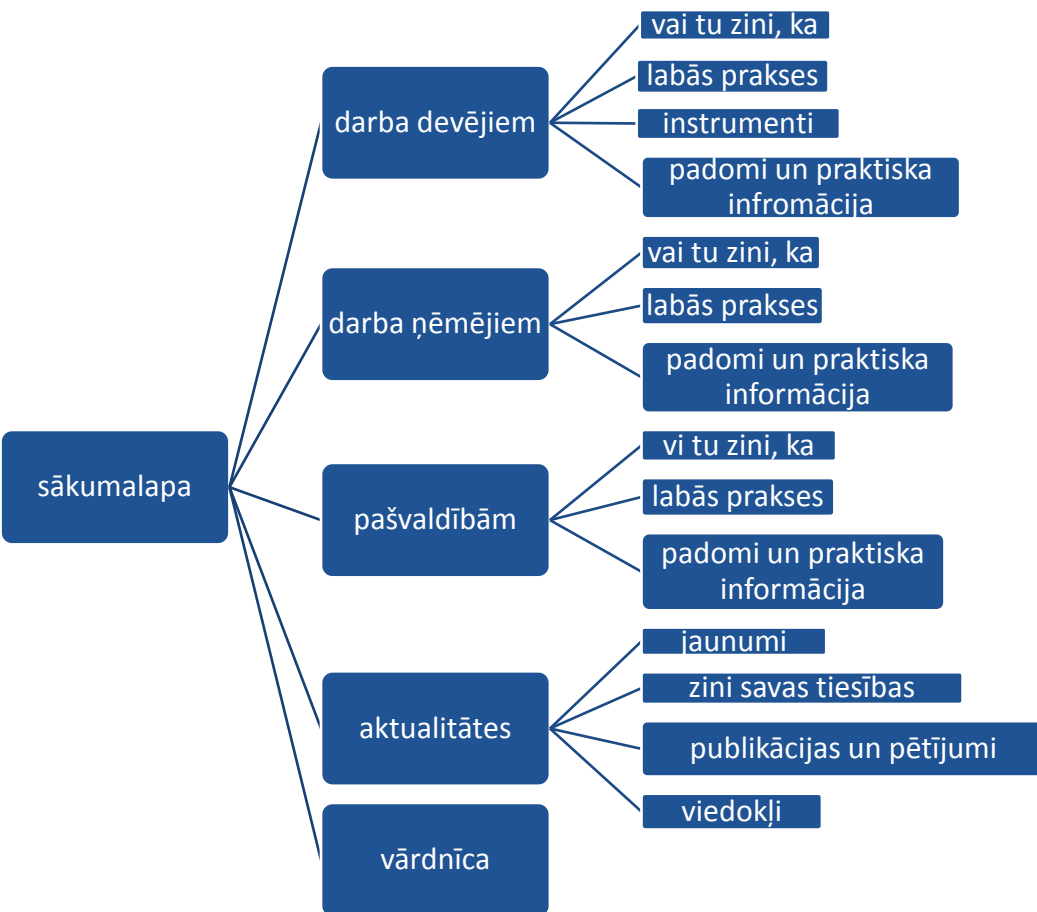 sākumalapa
darba devējiem
vai tu zini, ka
labās prakses
instrumenti
padomi un praktiska
infromācija
darba ņēmējiem
vai tu zini, ka
labās prakses
padomi un praktiska
informācija
pašvaldībām
vi tu zini, ka
labās prakses
padomi un praktiska
informācija
aktualitātes
jaunumi
zini savas tiesības
publikācijas un pētījumi
viedokļi
vārdnīca